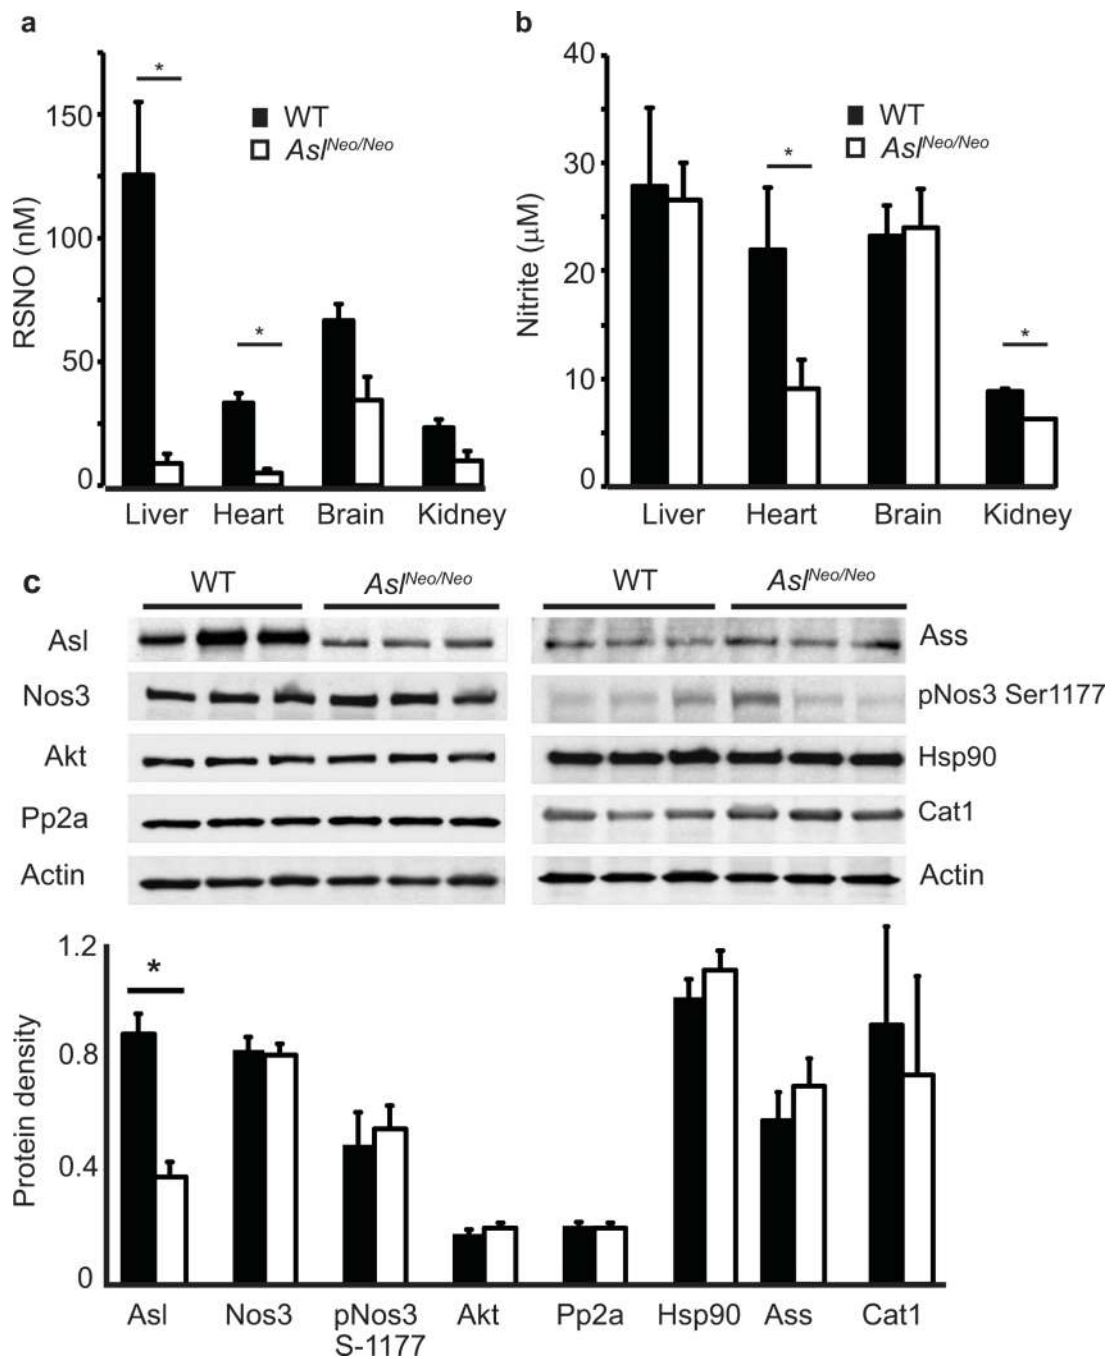 a
*
150
100
50
0
RSNO (nM)
WT
Asl^Neo/Neo
*
Liver Heart Brain Kidney
b
40
30
20
10
0
Nitrite (μM)
WT
Asl^Neo/Neo
*
*
Liver Heart Brain Kidney
c
WT Asl^Neo/Neo
Asl
Nos3
Akt
Pp2a
Actin
WT Asl^Neo/Neo
Ass
pNos3 Ser1177
Hsp90
Cat1
Actin
1.2
0.8
0.4
0
Protein density
*
Asl Nos3 pNos3 Akt Pp2a Hsp90 Ass Cat1
S-1177